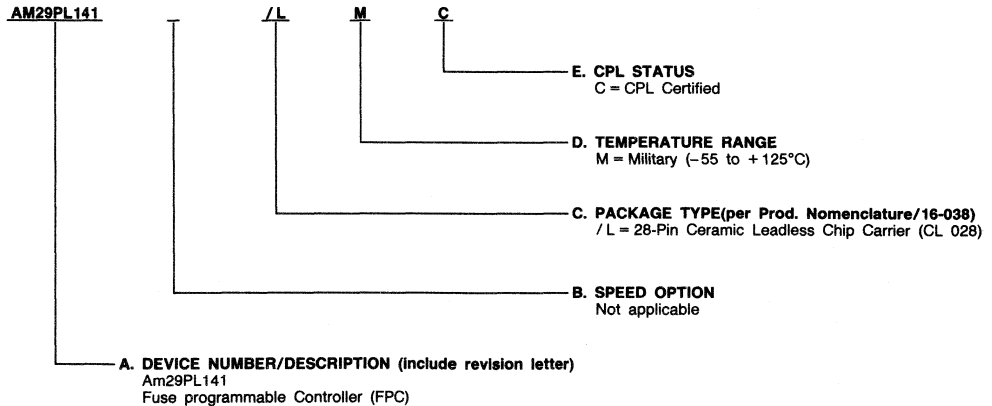 AM29PL141 _ /L M C
E. CPL STATUS
C = CPL Certified
D. TEMPERATURE RANGE
M = Military (−55 to +125°C)
C. PACKAGE TYPE(per Prod. Nomenclature/16-038)
/L = 28-Pin Ceramic Leadless Chip Carrier (CL 028)
B. SPEED OPTION
Not applicable
A. DEVICE NUMBER/DESCRIPTION (include revision letter)
Am29PL141
Fuse programmable Controller (FPC)